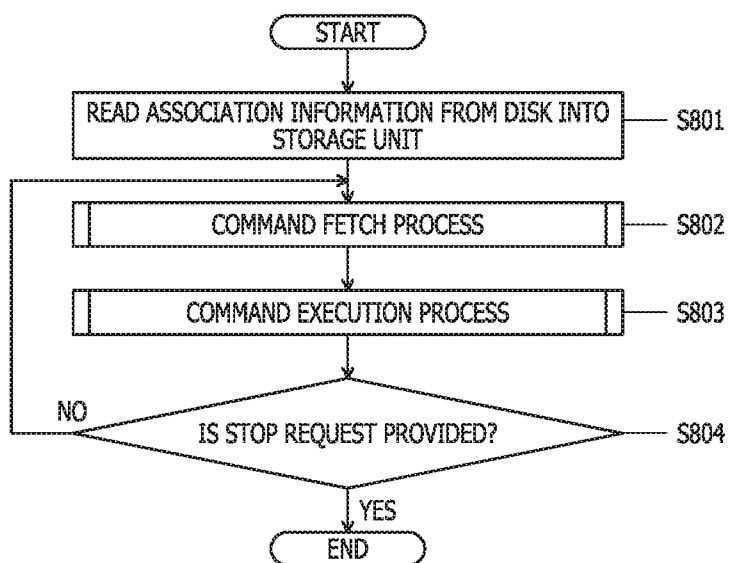 START
READ ASSOCIATION INFORMATION FROM DISK INTO
STORAGE UNIT
S801
COMMAND FETCH PROCESS
S802
COMMAND EXECUTION PROCESS
S803
NO
IS STOP REQUEST PROVIDED?
S804
YES
END